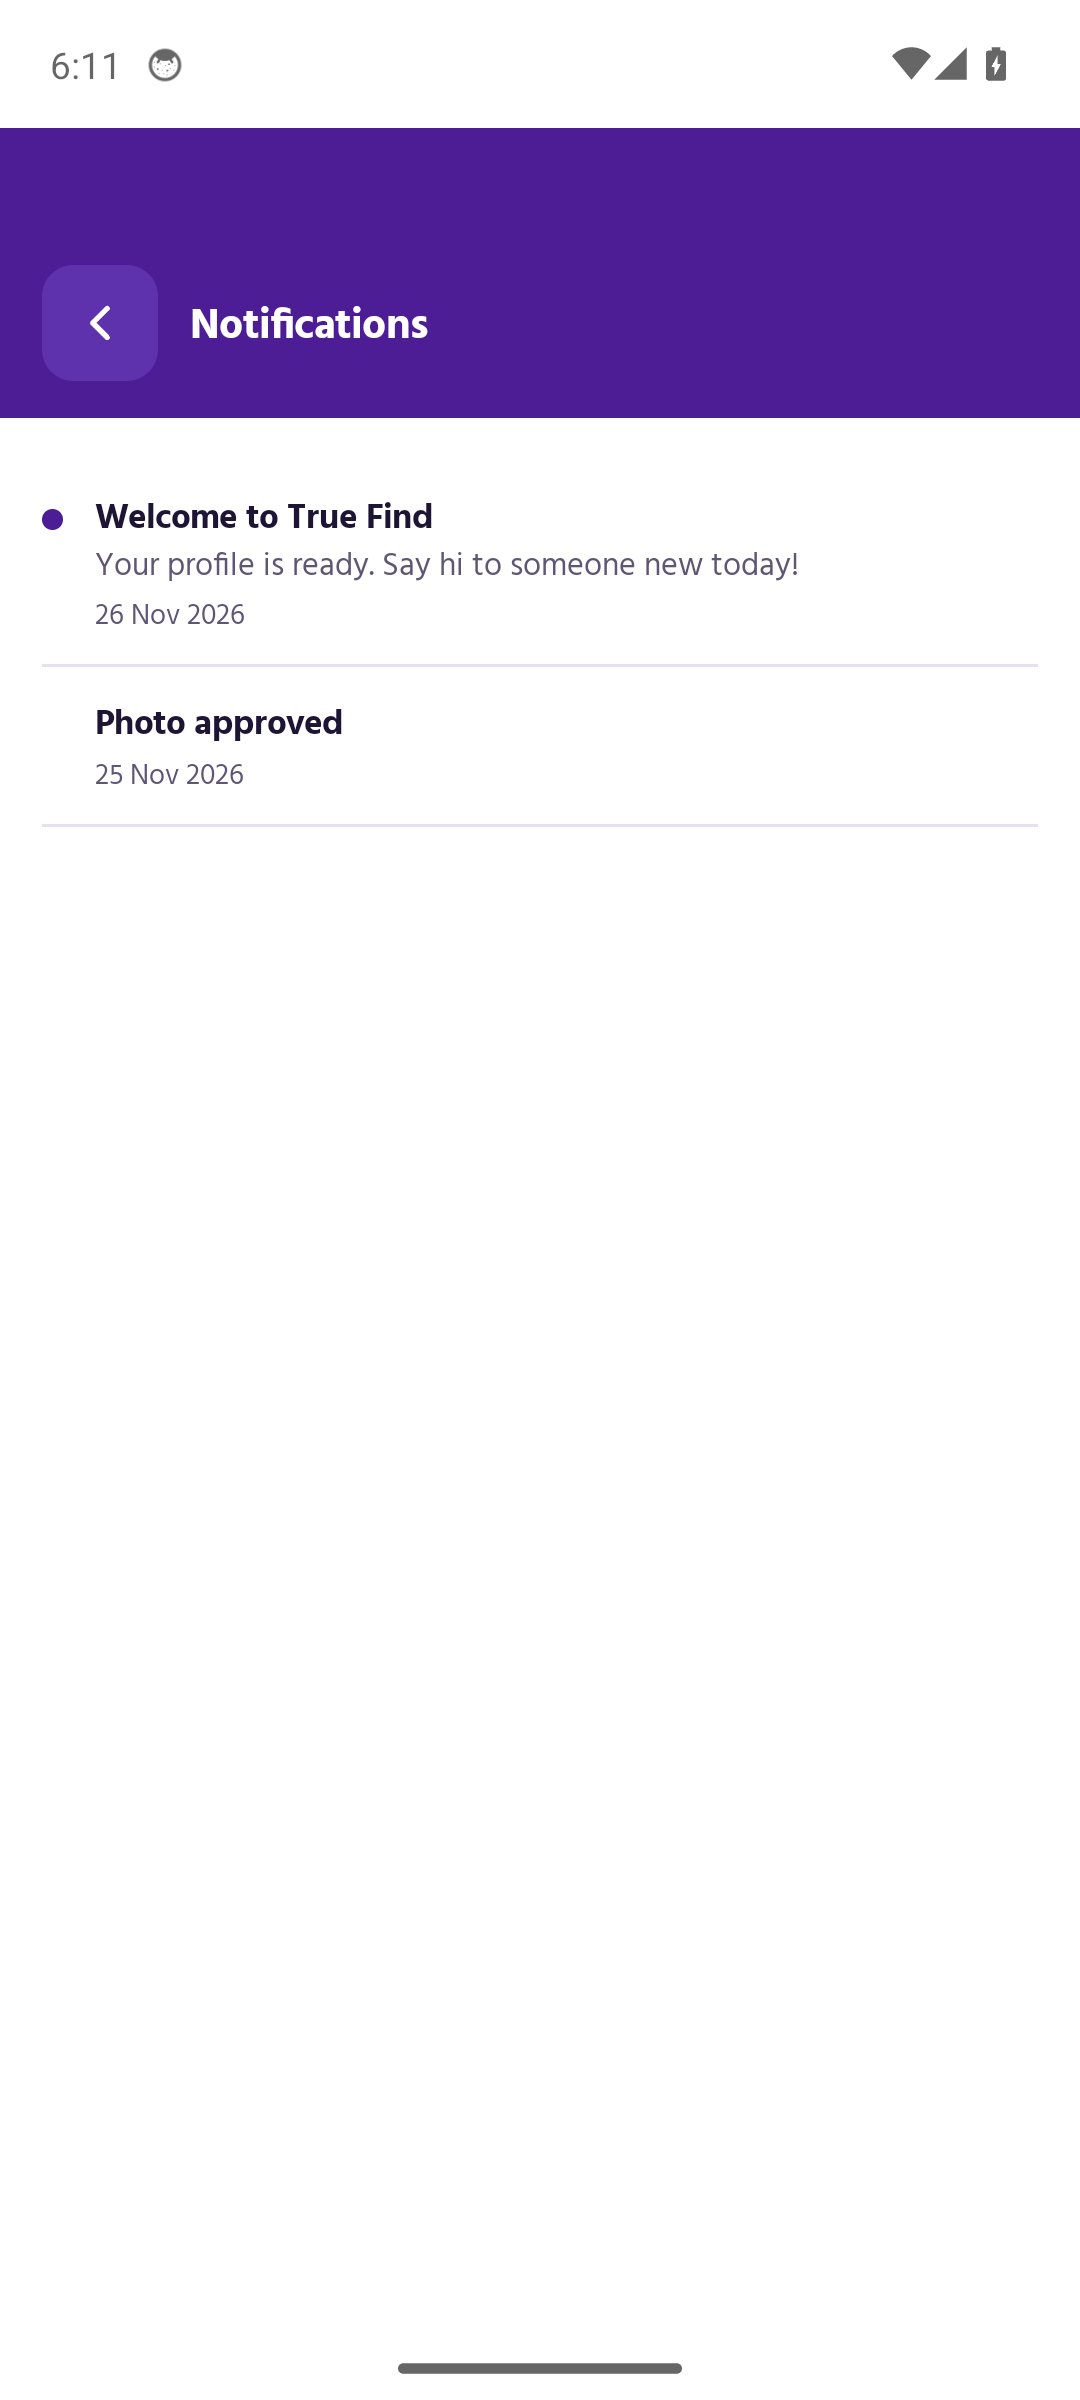 6:11
Notifications
Welcome to True Find
Your profile is ready. Say hi to someone new today!
26 Nov 2026
Photo approved
25 Nov 2026